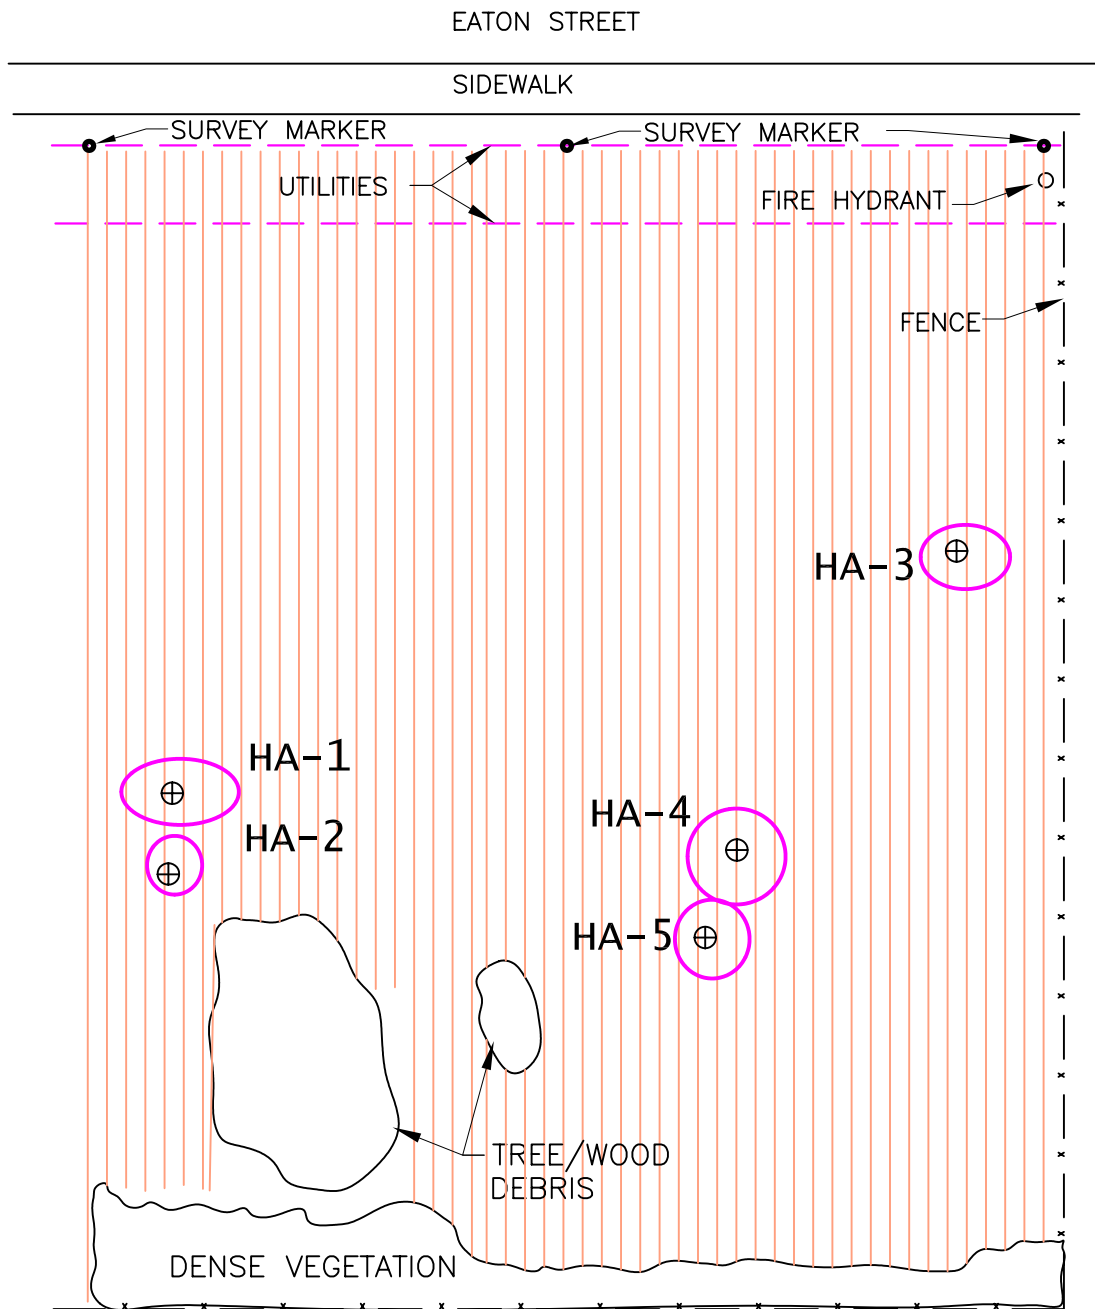 EATON STREET
SIDEWALK
SURVEY MARKER
SURVEY MARKER
UTILITIES
FIRE HYDRANT
FENCE
HA-3
HA-1
HA-4
HA-2
HA-5
TREE/WOOD
DEBRIS
DENSE VEGETATION